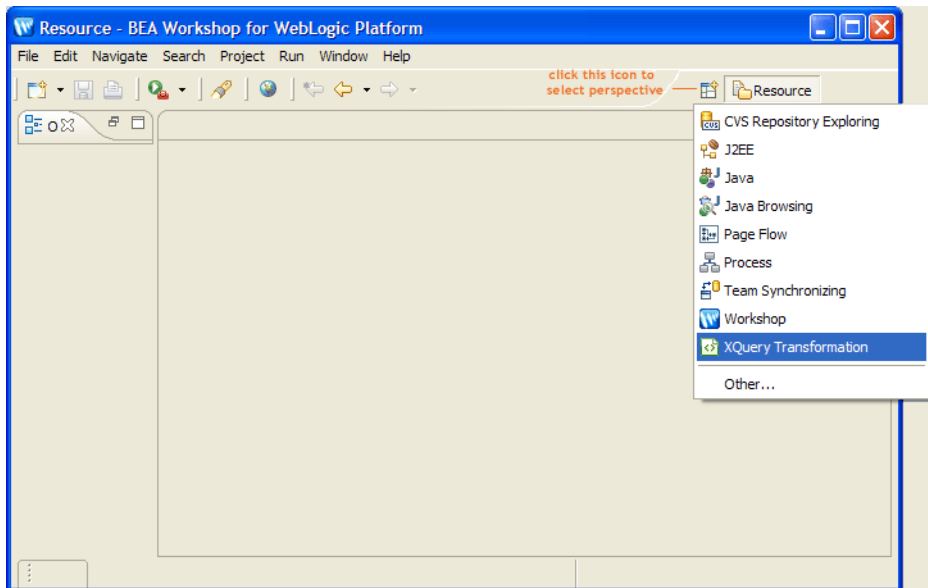 Resource - BEA Workshop for WebLogic Platform
File Edit Navigate Search Project Run Window Help
click this icon to
select perspective
Resource
CVS Repository Exploring
J2EE
Java
Java Browsing
Page Flow
Process
Team Synchronizing
Workshop
XQuery Transformation
Other...